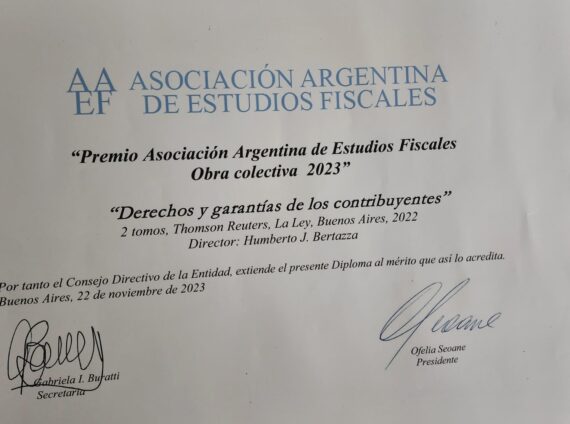 AA
EF
ASOCIACIÓN ARGENTINA
DE ESTUDIOS FISCALES
“Premio Asociación Argentina de Estudios Fiscales
Obra colectiva 2023”
“Derechos y garantías de los contribuyentes”
2 tomos, Thomson Reuters, La Ley, Buenos Aires, 2022
Director: Humberto J. Bertazza
Por tanto el Consejo Directivo de la Entidad, extiende el presente Diploma al mérito que así lo acredita.
Buenos Aires, 22 de noviembre de 2023
Gabriela I. Buratti
Secretaria
Ofelia Seoane
Presidente